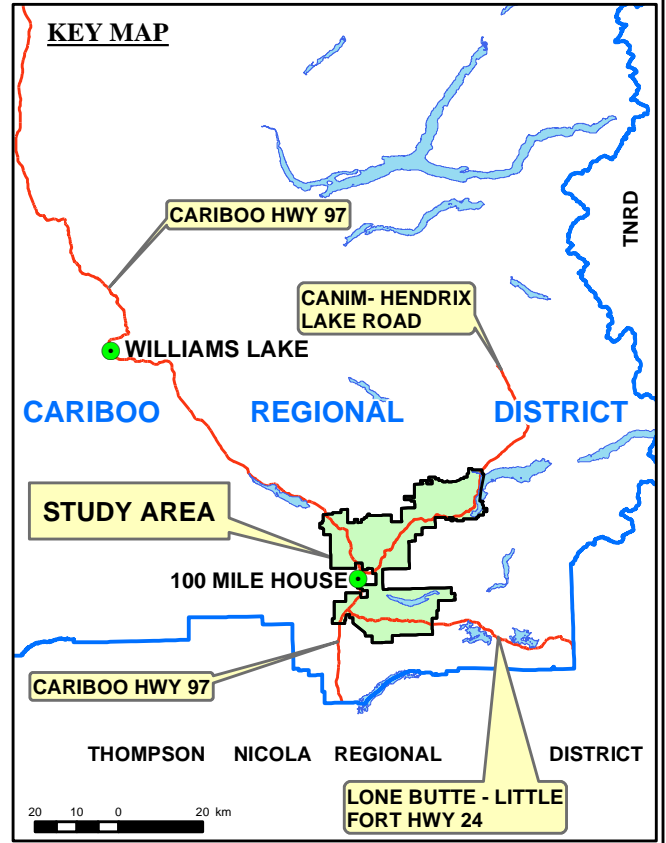 KEY MAP
TNRD
CARIBOO HWY 97
CANIM- HENDRIX
LAKE ROAD
WILLIAMS LAKE
CARIBOO REGIONAL DISTRICT
STUDY AREA
100 MILE HOUSE
CARIBOO HWY 97
THOMPSON NICOLA REGIONAL DISTRICT
LONE BUTTE - LITTLE
FORT HWY 24
20 10 0 20 km